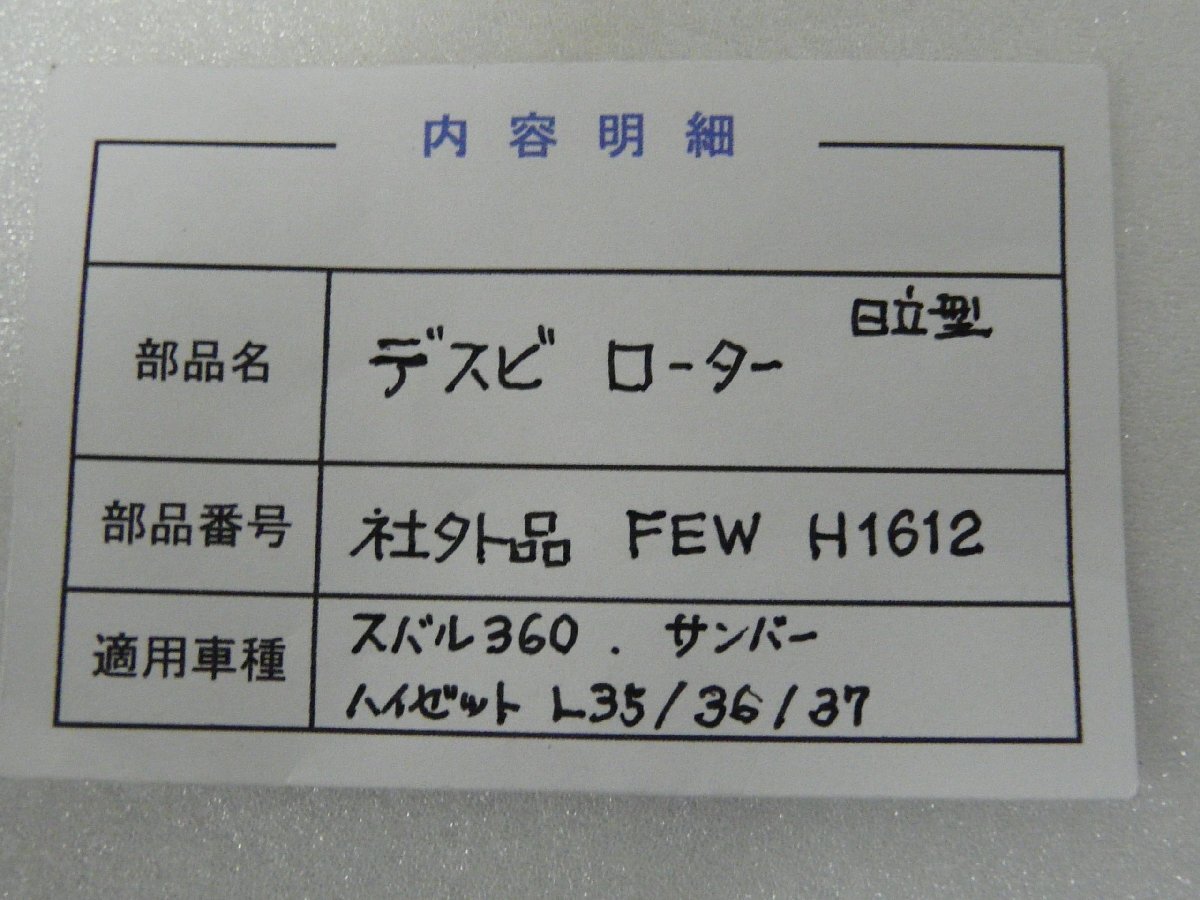 内容明細
部品名 デスビ ローター 日立型
部品番号 社外品 FEW H1612
適用車種 スバル360 . サンバー
ハイゼット L35/36/37